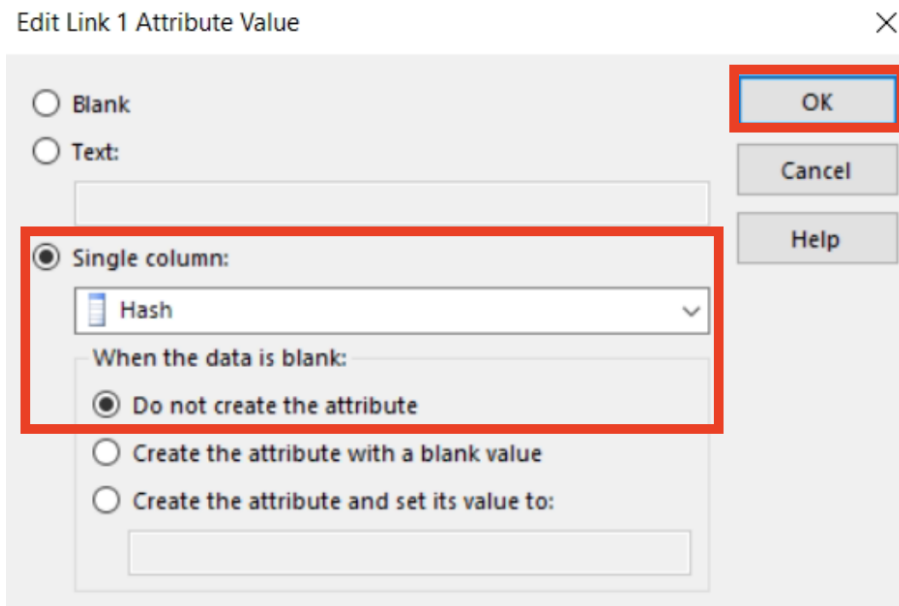 Edit Link 1 Attribute Value
Blank
OK
Text:
Cancel
Help
Single column:
Hash
When the data is blank:
Do not create the attribute
Create the attribute with a blank value
Create the attribute and set its value to: